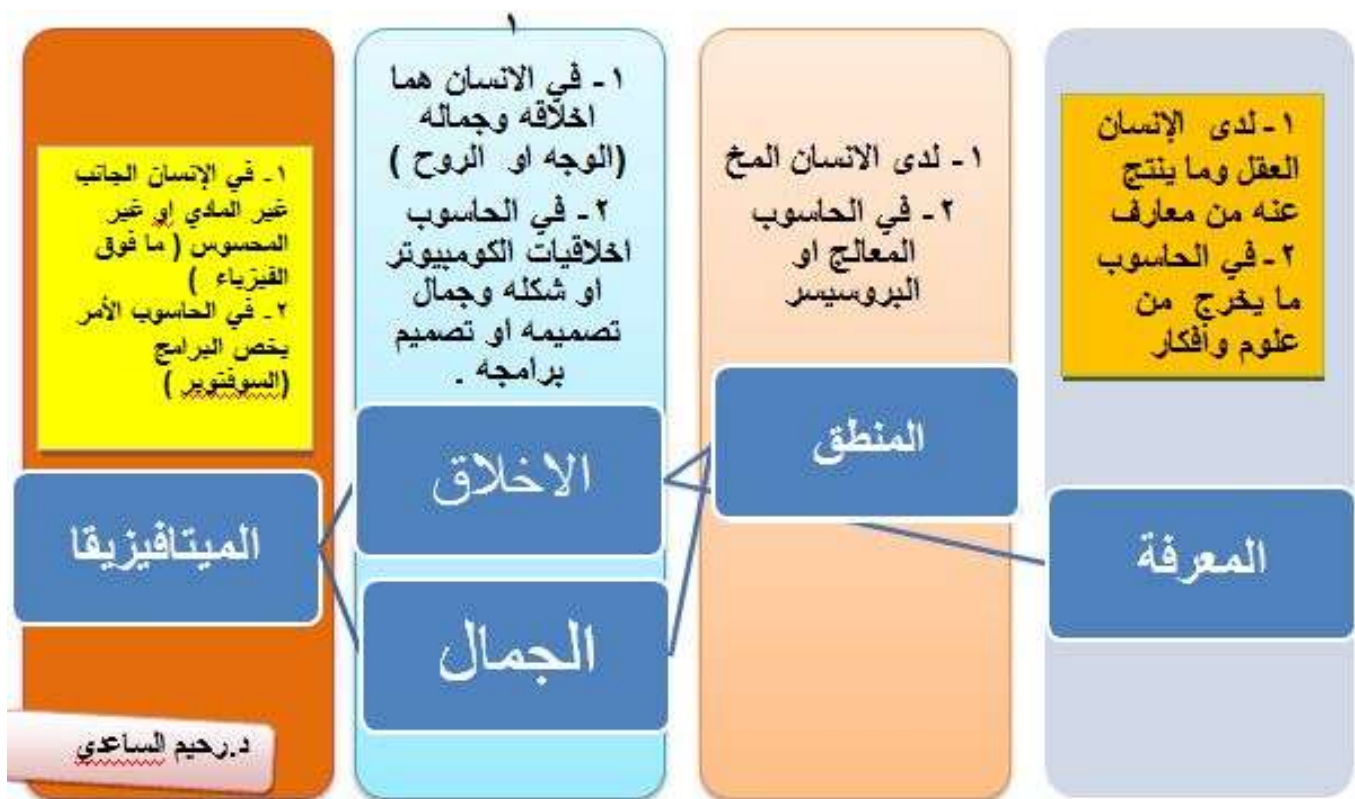 ١- لدى الإنسان
العقل وما ينتج
عنه من معارف
٢- في الحاسوب
ما يخرج من
علوم وأفكار
المعرفة
١- لدى الانسان المخ
٢- في الحاسوب
المعالج او
البروسيسر
المنطق
١
١- في الانسان هما
اخلاقه وجماله
(الوجه او الروح )
٢- في الحاسوب
اخلاقيات الكومبيوتر
او شكله وجمال
تصميمه او تصميم
برامجه .
الاخلاق
الجمال
١- في الإنسان الجانب
غير المادي او غير
المحسوس ( ما فوق
الفيزياء )
٢- في الحاسوب الأمر
يخص البرامج
(السوفتوير )
الميتافيزيقا
د.رحيم الساعدي